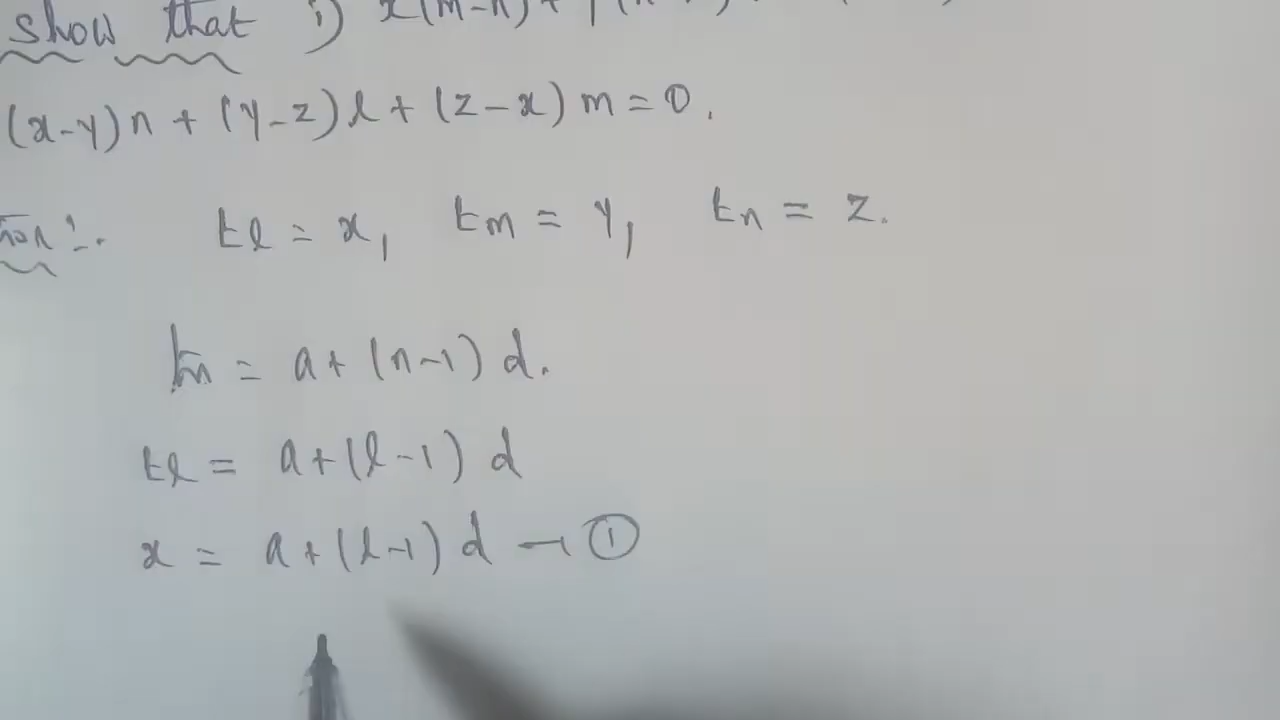 show that i) x(m-n)+
(x-y)n + (y-z)l + (z-x)m = 0.
tl = x, tm = y, tn = z.
tn = a+(n-1) d.
tl = a+(l-1) d
x = a+(l-1) d — ①